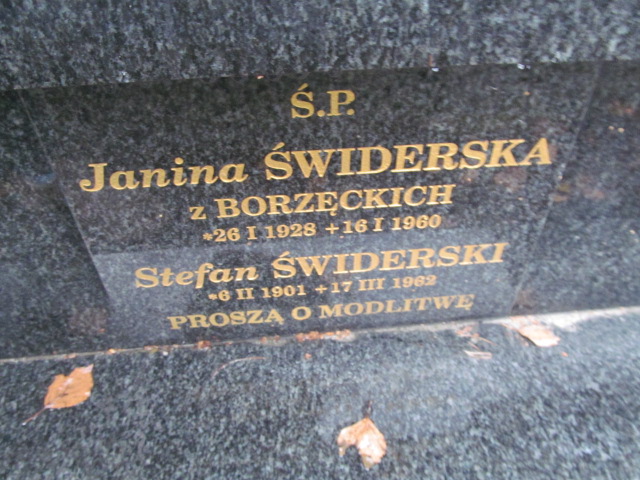 Ś.P.
Janina ŚWIDERSKA
z BORZĘCKICH
*26 I 1928 +16 I 1960
Stefan ŚWIDERSKI
*6 II 1901 +17 III 1962
PROSZĄ O MODLITWĘ